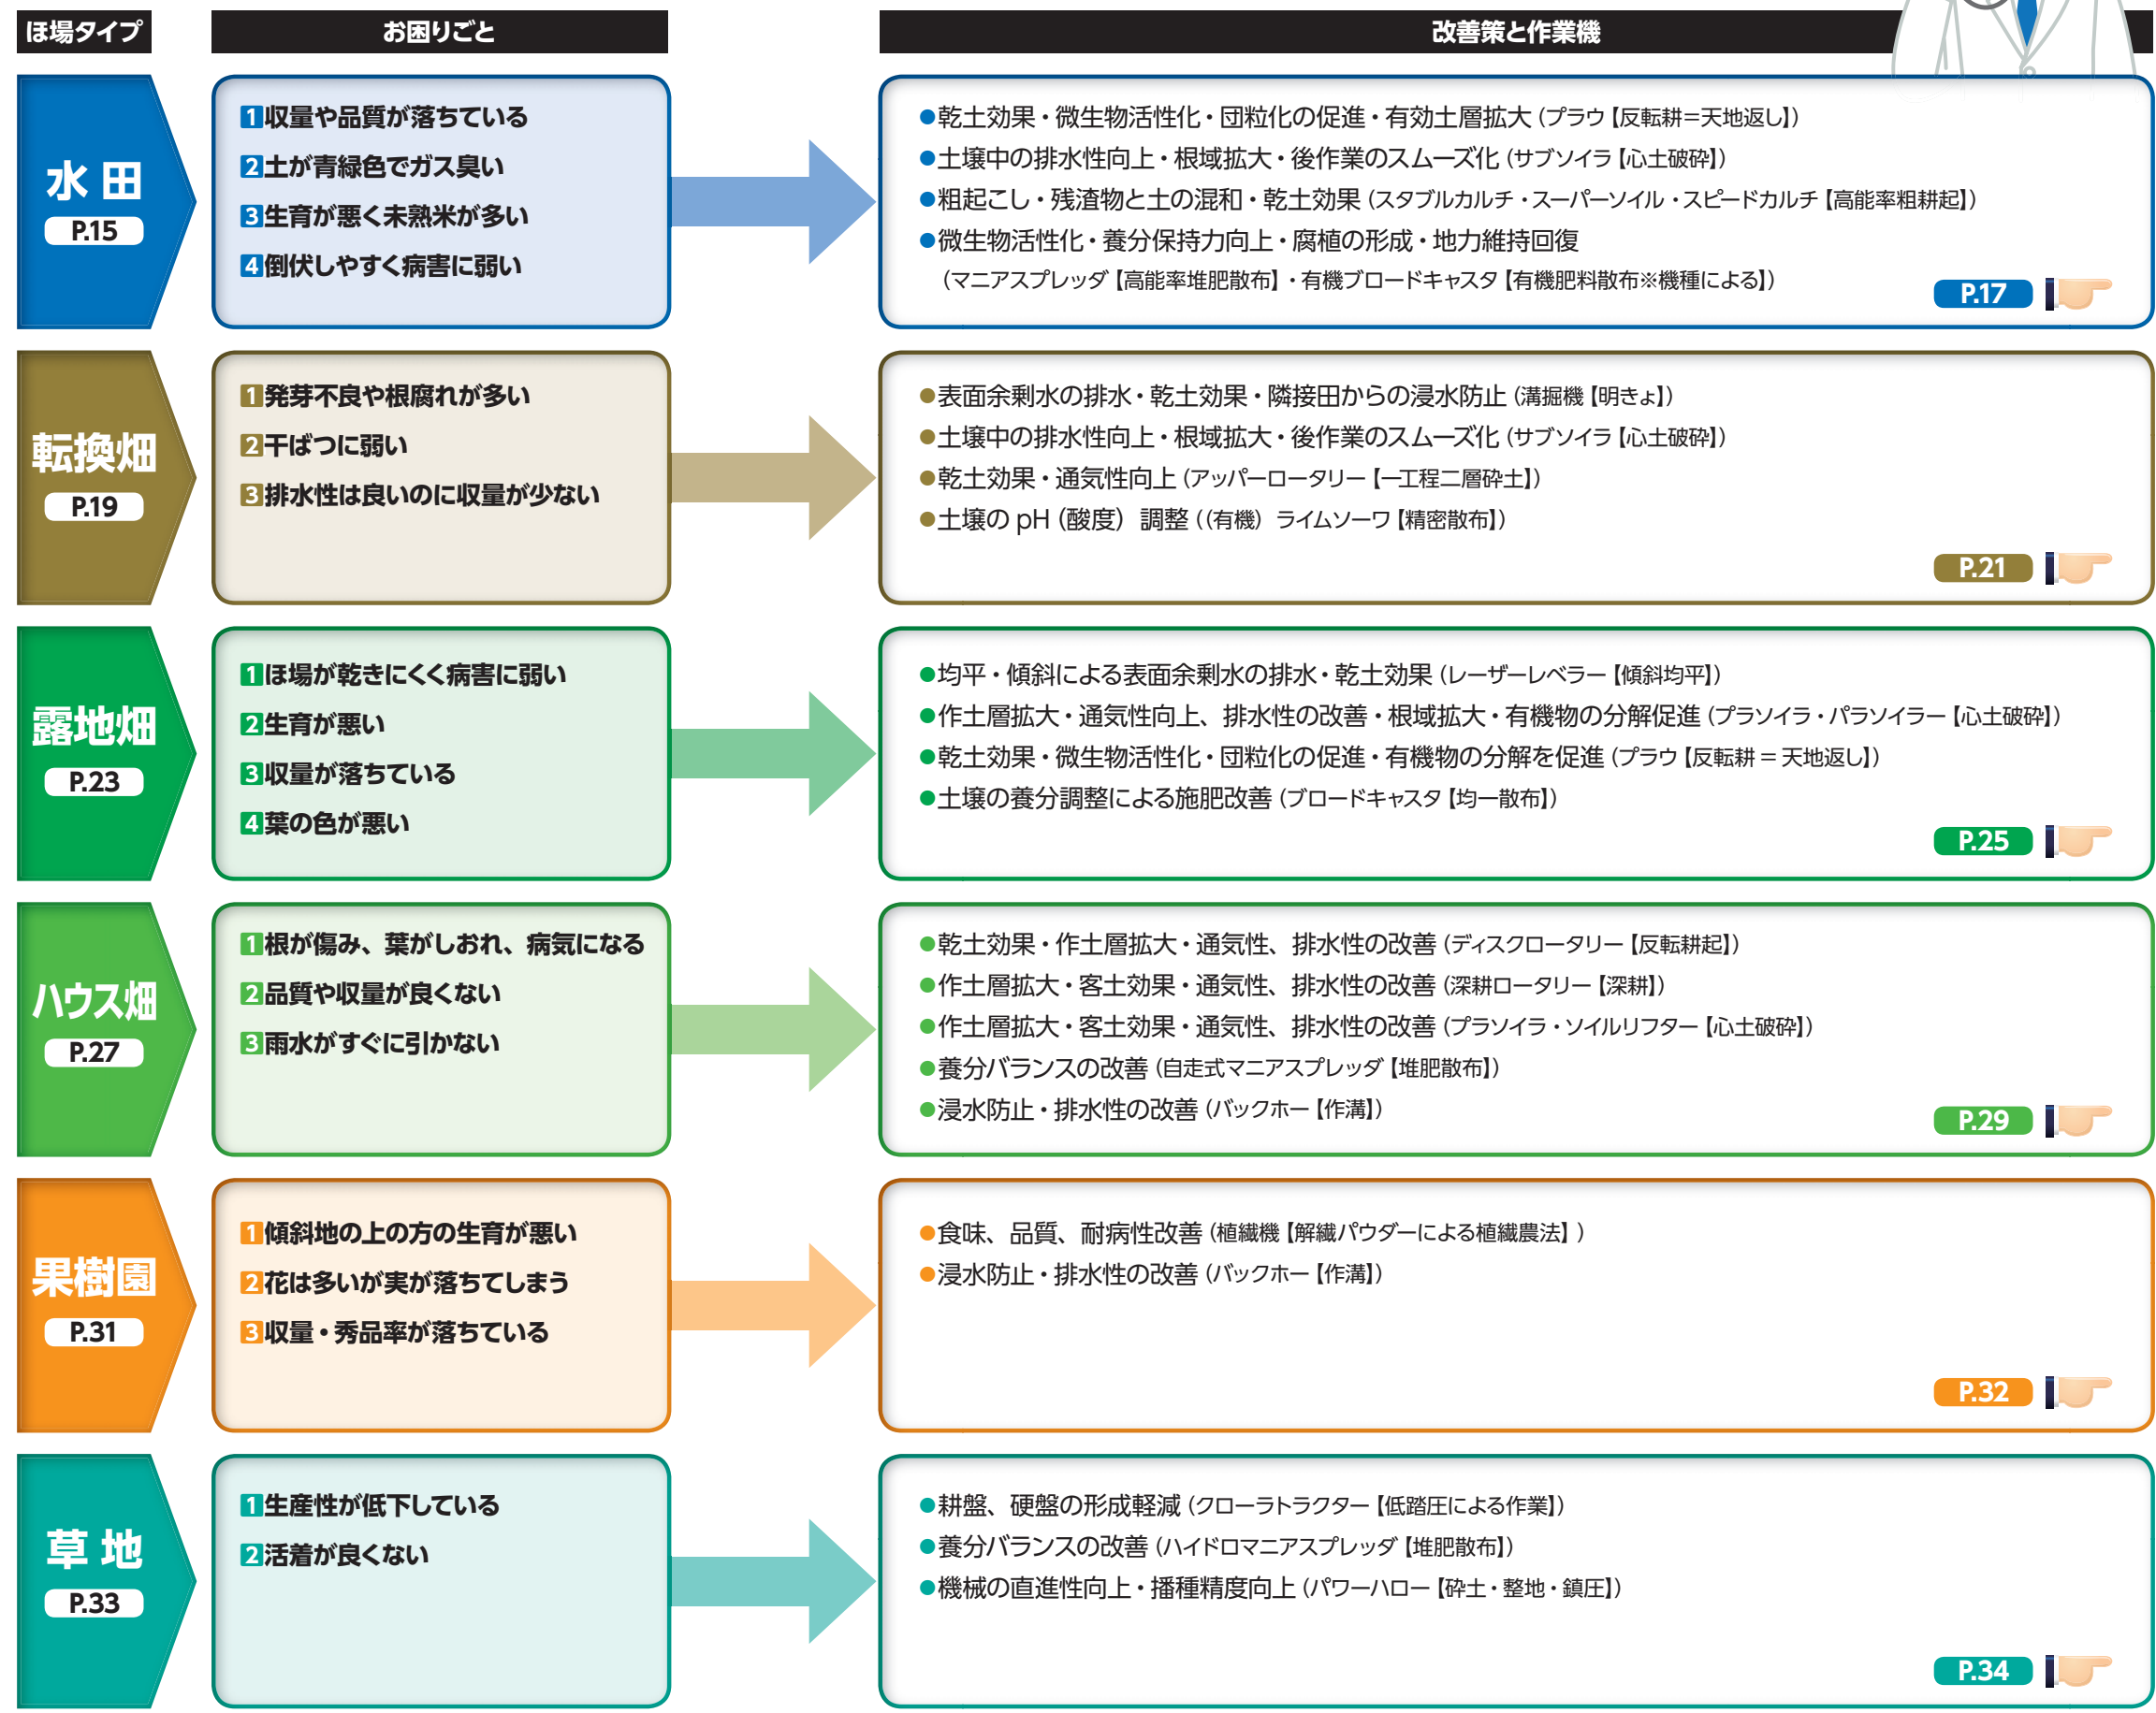 ほ場タイプ
お困りごと
改善策と作業機
水田
P.15
1収量や品質が落ちている
2土が青緑色でガス臭い
3生育が悪く未熟米が多い
4倒伏しやすく病害に弱い
●乾土効果・微生物活性化・団粒化の促進・有効土層拡大（プラウ【反転耕＝天地返し】）
●土壌中の排水性向上・根域拡大・後作業のスムーズ化（サブソイラ【心土破砕】）
●粗起こし・残渣物と土の混和・乾土効果（スタブルカルチ・スーパーソイル・スピードカルチ【高能率粗耕起】）
●微生物活性化・養分保持力向上・腐植の形成・地力維持回復
（マニアスプレッダ【高能率堆肥散布】・有機ブロードキャスタ【有機肥料散布※機種による】）
P.17
転換畑
P.19
1発芽不良や根腐れが多い
2干ばつに弱い
3排水性は良いのに収量が少ない
●表面余剰水の排水・乾土効果・隣接田からの浸水防止（溝掘機【明きょ】）
●土壌中の排水性向上・根域拡大・後作業のスムーズ化（サブソイラ【心土破砕】）
●乾土効果・通気性向上（アッパーロータリー【一工程二層砕土】）
●土壌の pH（酸度）調整（（有機）ライムソーワ【精密散布】）
P.21
露地畑
P.23
1ほ場が乾きにくく病害に弱い
2生育が悪い
3収量が落ちている
4葉の色が悪い
●均平・傾斜による表面余剰水の排水・乾土効果（レーザーレベラー【傾斜均平】）
●作土層拡大・通気性向上、排水性の改善・根域拡大・有機物の分解促進（プラソイラ・パラソイラー【心土破砕】）
●乾土効果・微生物活性化・団粒化の促進・有機物の分解を促進（プラウ【反転耕 = 天地返し】）
●土壌の養分調整による施肥改善（ブロードキャスタ【均一散布】）
P.25
ハウス畑
P.27
1根が傷み、葉がしおれ、病気になる
2品質や収量が良くない
3雨水がすぐに引かない
●乾土効果・作土層拡大・通気性、排水性の改善（ディスクロータリー【反転耕起】）
●作土層拡大・客土効果・通気性、排水性の改善（深耕ロータリー【深耕】）
●作土層拡大・客土効果・通気性、排水性の改善（プラソイラ・ソイルリフター【心土破砕】）
●養分バランスの改善（自走式マニアスプレッダ【堆肥散布】）
●浸水防止・排水性の改善（バックホー【作溝】）
P.29
果樹園
P.31
1傾斜地の上の方の生育が悪い
2花は多いが実が落ちてしまう
3収量・秀品率が落ちている
●食味、品質、耐病性改善（植繊機【解繊パウダーによる植繊農法】）
●浸水防止・排水性の改善（バックホー【作溝】）
P.32
草地
P.33
1生産性が低下している
2活着が良くない
●耕盤、硬盤の形成軽減（クローラトラクター【低踏圧による作業】）
●養分バランスの改善（ハイドロマニアスプレッダ【堆肥散布】）
●機械の直進性向上・播種精度向上（パワーハロー【砕土・整地・鎮圧】）
P.34